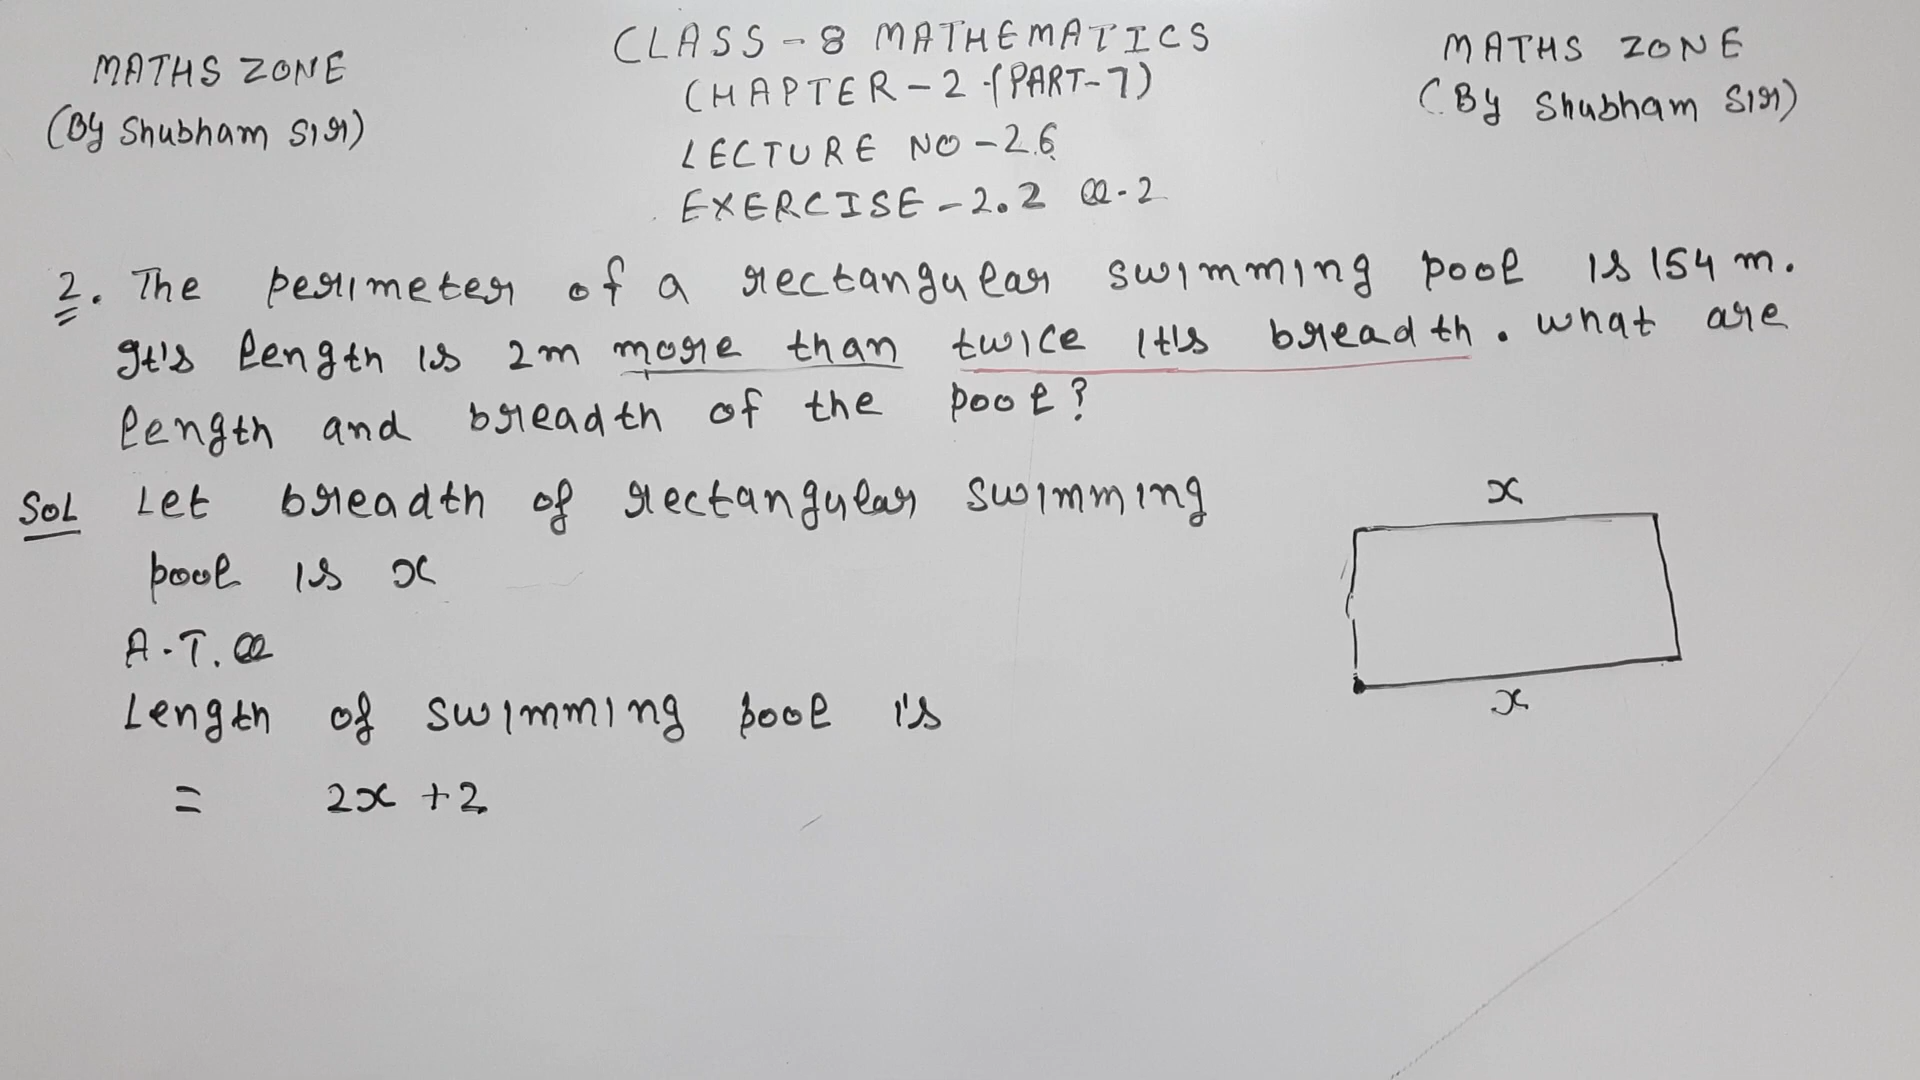 MATHS ZONE
(By Shubham Sir)
CLASS - 8 MATHEMATICS
CHAPTER - 2 (PART-7)
LECTURE NO - 26
EXERCISE - 2.2 Q-2
MATHS ZONE
(By Shubham Sir)
2. The perimeter of a rectangular swimming pool is 154 m.
It's length is 2m more than twice it's breadth. what are
length and breadth of the pool?
Sol Let breadth of rectangular swimming
pool is x
A.T.Q
Length of swimming pool is
= 2x + 2
x
x